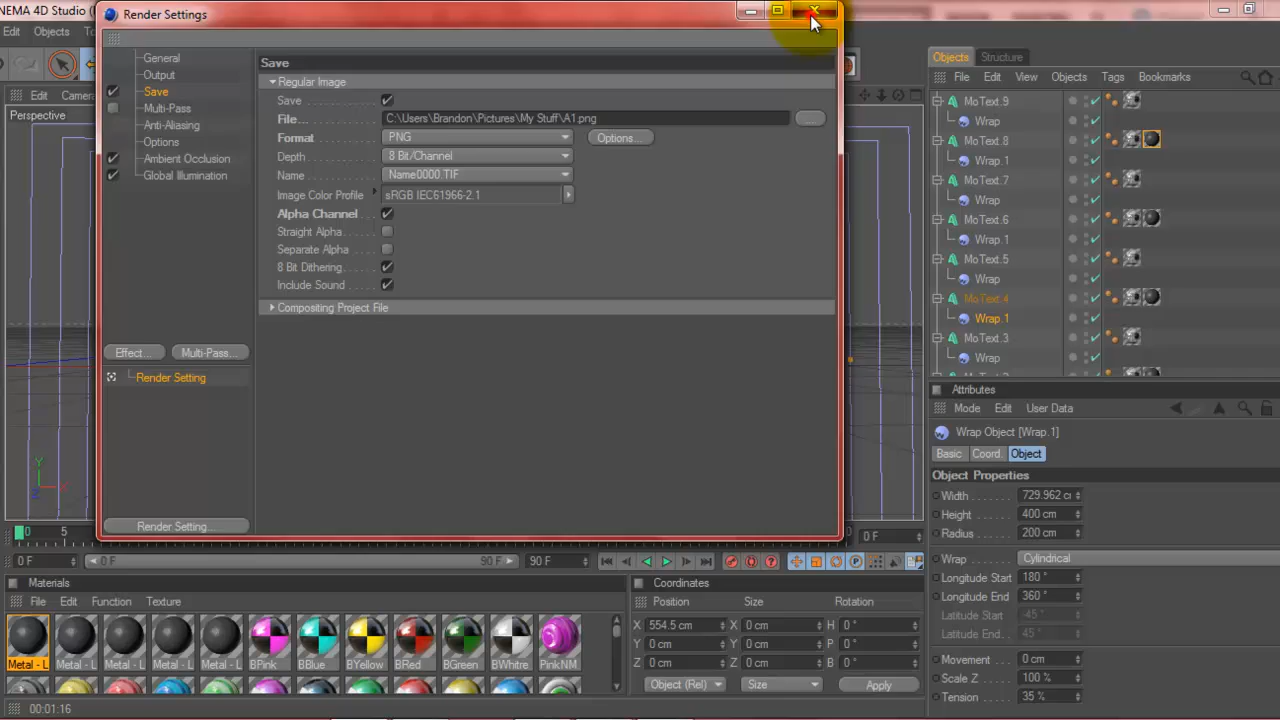 NEMA 4D Studio (
Render Settings
Edit Objects
General
Output
Save
Multi-Pass
Anti-Aliasing
Options
Ambient Occlusion
Global Illumination
Effect... Multi-Pass...
Render Setting
Render Setting...
Save
Regular Image
Save
File... C:\Users\Brandon\Pictures\My Stuff\A1.png ...
Format PNG Options...
Depth 8 Bit/Channel
Name Name0000.TIF
Image Color Profile sRGB IEC61966-2.1
Alpha Channel
Straight Alpha
Separate Alpha
8 Bit Dithering
Include Sound
Compositing Project File
Edit Camera
Perspective
Y
X
Z
0 5
0 F
0 F 0 F 90 F 90 F
Objects Structure
File Edit View Objects Tags Bookmarks
MoText.9
Wrap
MoText.8
Wrap.1
MoText.7
Wrap
MoText.6
Wrap.1
MoText.5
Wrap
MoText.4
Wrap.1
MoText.3
Wrap
Attributes
Mode Edit User Data
Wrap Object [Wrap.1]
Basic Coord. Object
Object Properties
Width 729.962 c
Height 400 cm
Radius 200 cm
Wrap Cylindrical
Longitude Start 180 °
Longitude End 360 °
Latitude Start -45 °
Latitude End 45 °
Movement 0 cm
Scale Z 100 %
Tension 35 %
Materials
File Edit Function Texture
Metal - L Metal - L Metal - L Metal - L Metal - L BPink BBlue BYellow BRed BGreen BWhitre PinkNM
Coordinates
Position Size Rotation
X 554.5 cm X 0 cm H 0 °
Y 0 cm Y 0 cm P 0 °
Z 0 cm Z 0 cm B 0 °
Object (Rel) Size Apply
00:01:16